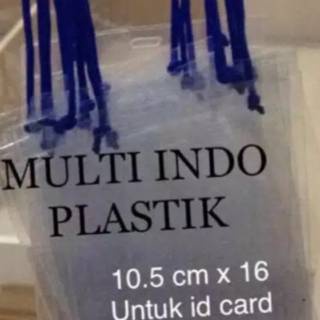 MULTI INDO
PLASTIK
10.5 cm x 16
Untuk id card